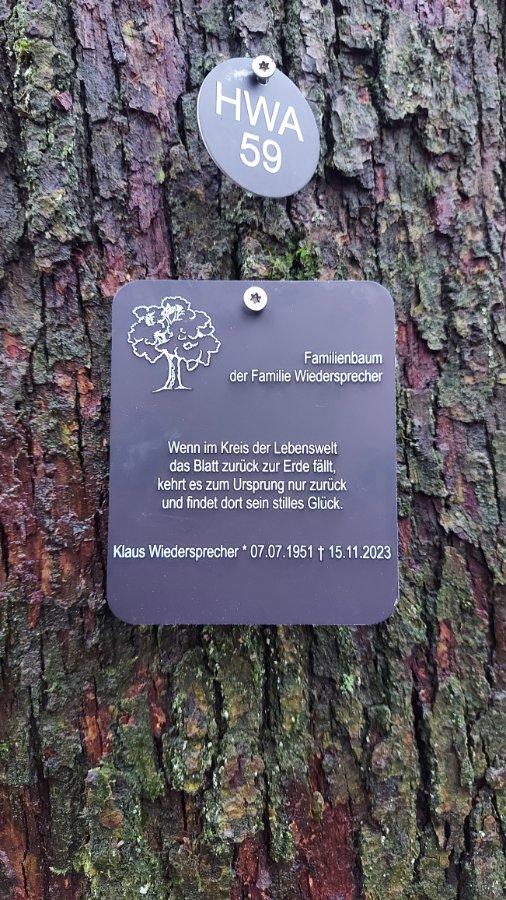 HWA
59
Familienbaum
der Familie Wiedersprecher
Wenn im Kreis der Lebenswelt
das Blatt zurück zur Erde fällt,
kehrt es zum Ursprung nur zurück
und findet dort sein stilles Glück.
Klaus Wiedersprecher * 07.07.1951 † 15.11.2023